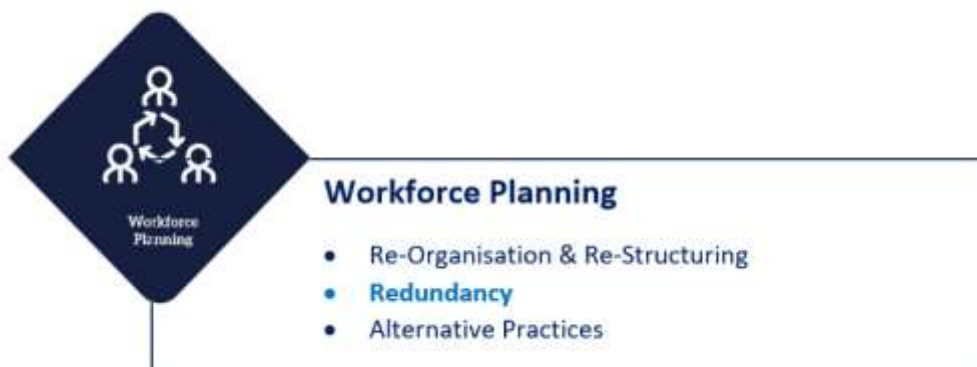 Workforce
Planning
Workforce Planning
• Re-Organisation & Re-Structuring
• Redundancy
• Alternative Practices